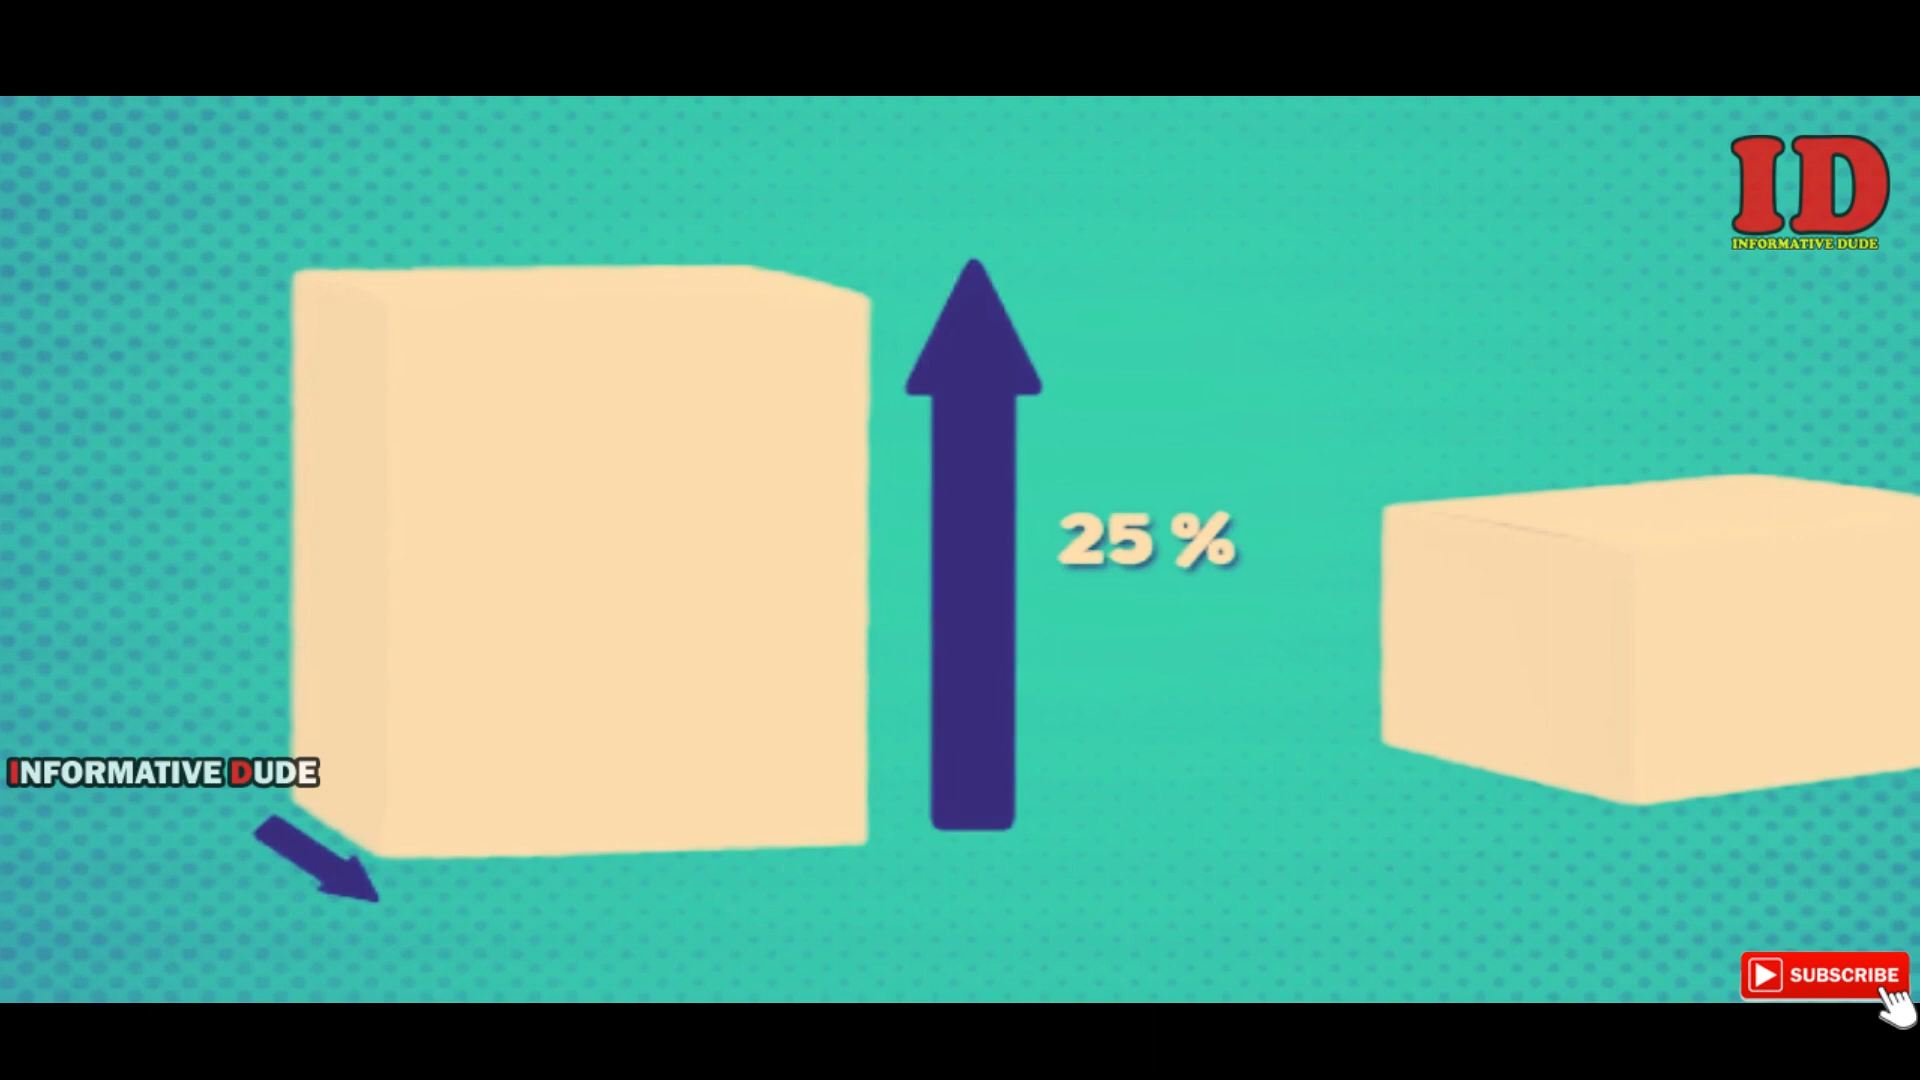 ID
INFORMATIVE DUDE
25 %
INFORMATIVE DUDE
SUBSCRIBE